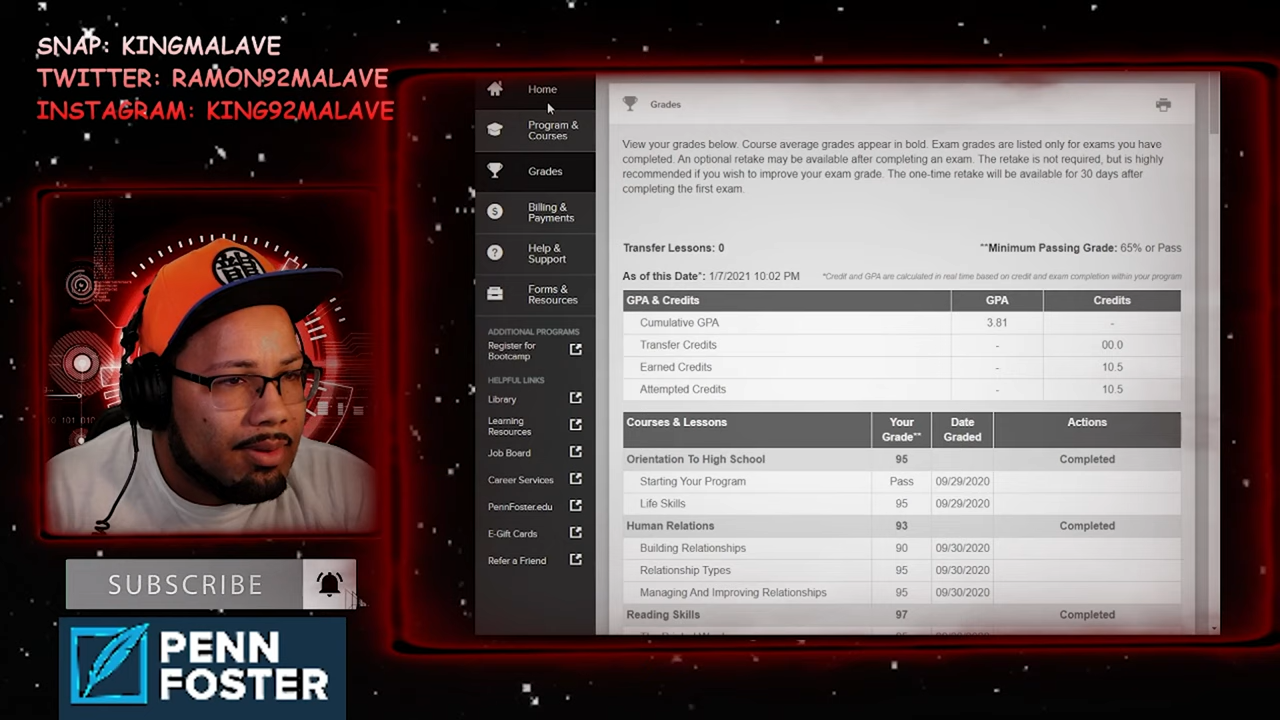 SNAP: KINGMALAVE
TWITTER: RAMON92MALAVE
INSTAGRAM: KING92MALAVE
SUBSCRIBE
PENN
FOSTER
Home
Program &
Courses
Grades
Billing &
Payments
Help &
Support
Forms &
Resources
ADDITIONAL PROGRAMS
Register for
Bootcamp
HELPFUL LINKS
Library
Learning
Resources
Job Board
Career Services
PennFoster.edu
E-Gift Cards
Refer a Friend
Grades
View your grades below. Course average grades appear in bold. Exam grades are listed only for exams you have
completed. An optional retake may be available after completing an exam. The retake is not required, but is highly
recommended if you wish to improve your exam grade. The one-time retake will be available for 30 days after
completing the first exam.
Transfer Lessons: 0 **Minimum Passing Grade: 65% or Pass
As of this Date*: 1/7/2021 10:02 PM *Credit and GPA are calculated in real time based on credit and exam completion within your program
GPA & Credits GPA Credits
Cumulative GPA 3.81 -
Transfer Credits - 00.0
Earned Credits - 10.5
Attempted Credits - 10.5
Courses & Lessons Your Grade** Date Graded Actions
Orientation To High School 95 Completed
Starting Your Program Pass 09/29/2020
Life Skills 95 09/29/2020
Human Relations 93 Completed
Building Relationships 90 09/30/2020
Relationship Types 95 09/30/2020
Managing And Improving Relationships 95 09/30/2020
Reading Skills 97 Completed